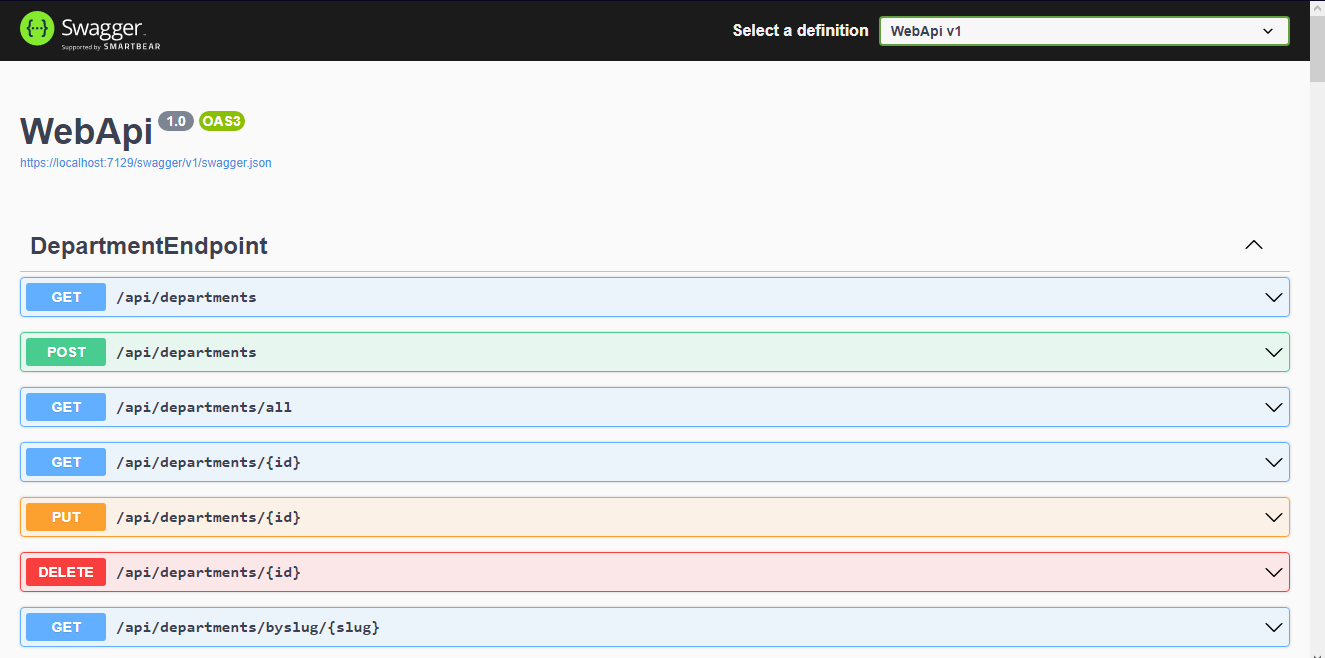 Swagger.
Supported by SMARTBEAR
Select a definition
WebApi v1
WebApi 1.0 OAS3
https://localhost:7129/swagger/v1/swagger.json
DepartmentEndpoint
GET /api/departments
POST /api/departments
GET /api/departments/all
GET /api/departments/{id}
PUT /api/departments/{id}
DELETE /api/departments/{id}
GET /api/departments/byslug/{slug}